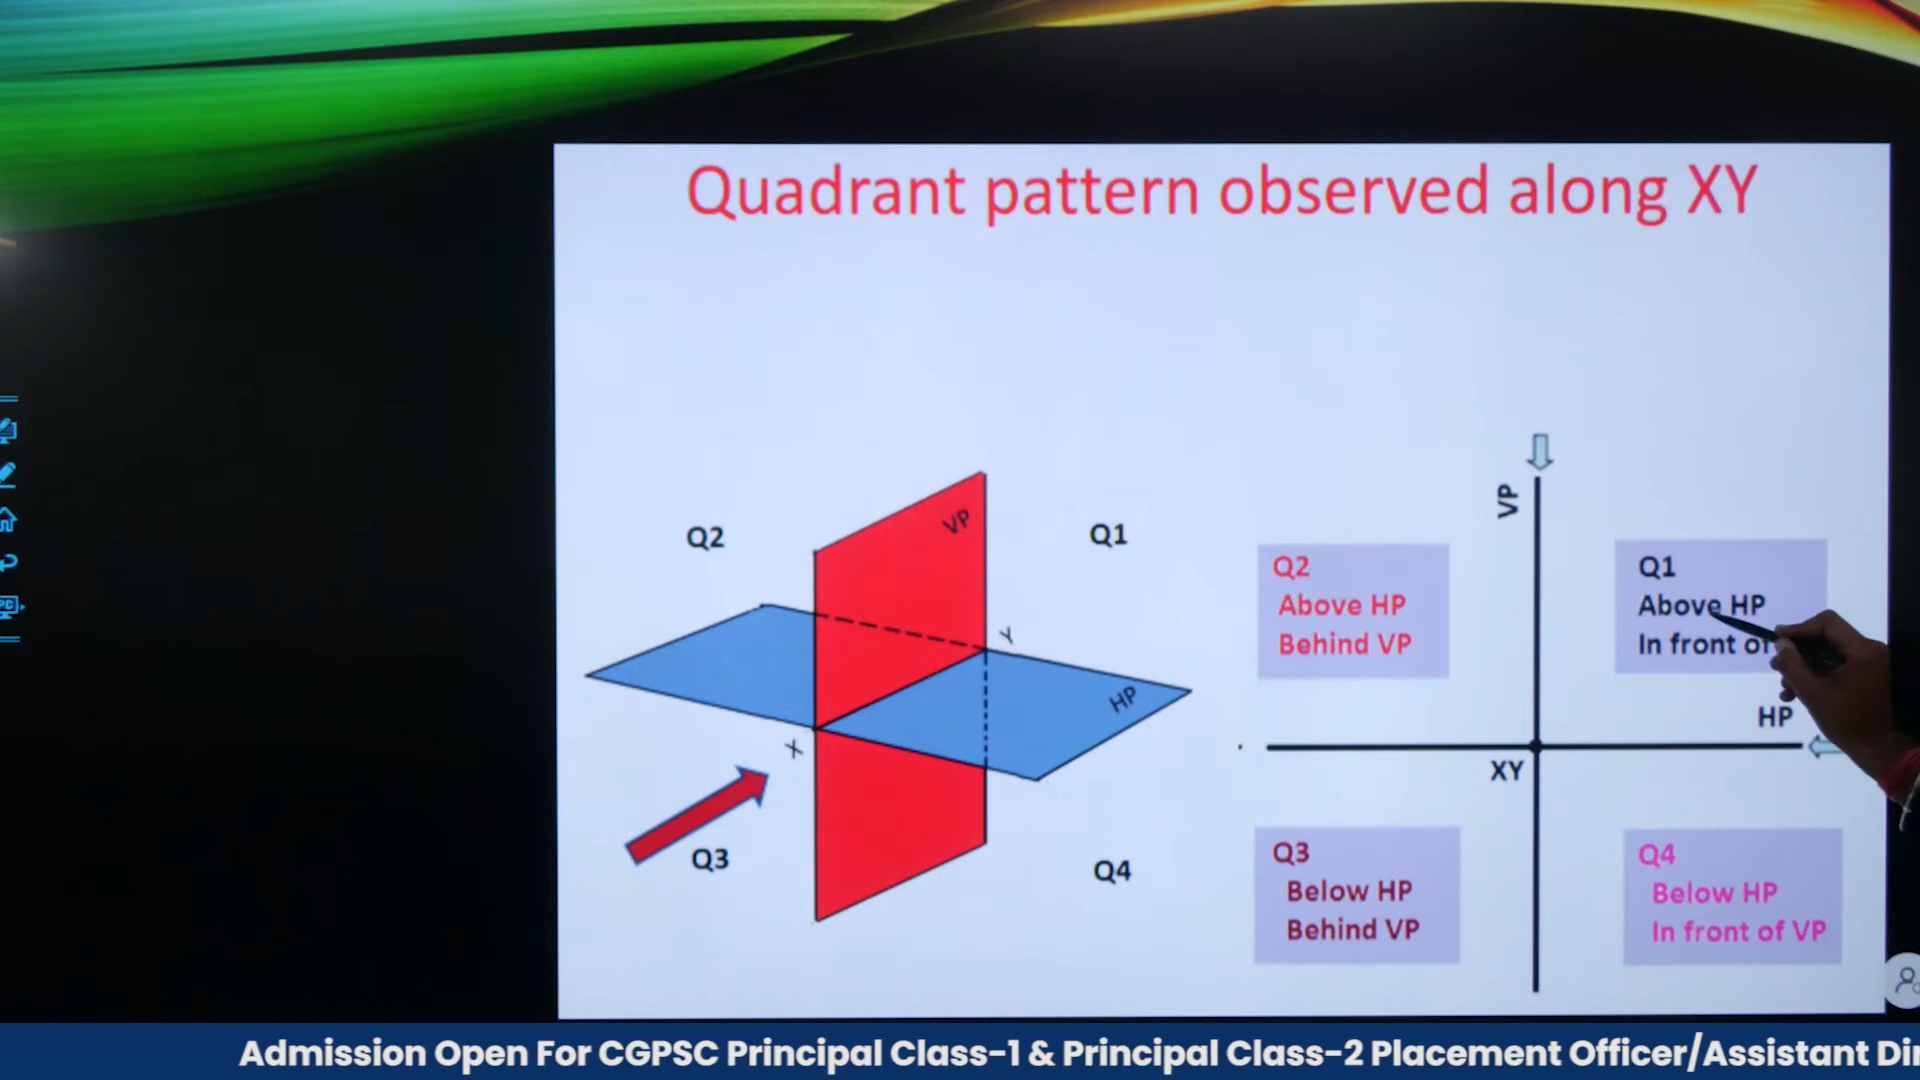 Quadrant pattern observed along XY
Q2
Q1
VP
Y
HP
X
Q3
Q4
VP
Q2
Above HP
Behind VP
Q1
Above HP
In front of
HP
XY
Q3
Below HP
Behind VP
Q4
Below HP
In front of VP
Admission Open For CGPSC Principal Class-1 & Principal Class-2 Placement Officer/Assistant